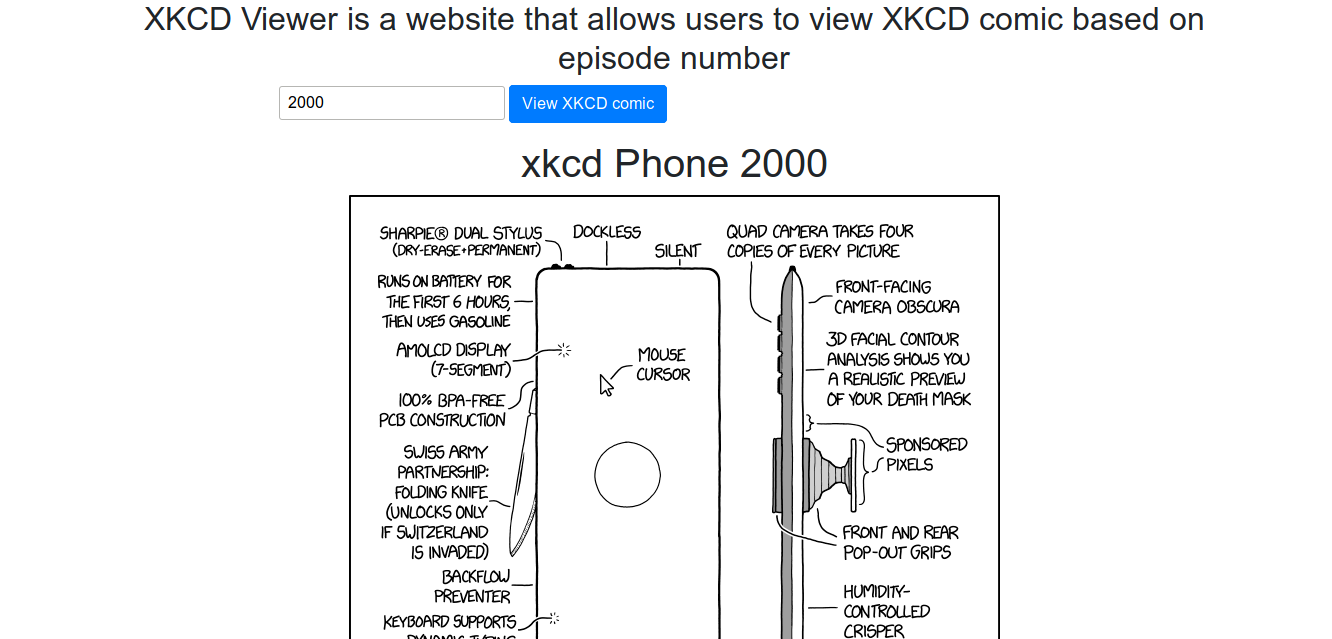 XKCD Viewer is a website that allows users to view XKCD comic based on
episode number
2000
View XKCD comic
xkcd Phone 2000
SHARPIE® DUAL STYLUS
(DRY-ERASE+PERMANENT)
DOCKLESS
SILENT
QUAD CAMERA TAKES FOUR
COPIES OF EVERY PICTURE
RUNS ON BATTERY FOR
THE FIRST 6 HOURS,
THEN USES GASOLINE
AMOLCD DISPLAY
(7-SEGMENT)
100% BPA-FREE
PCB CONSTRUCTION
SWISS ARMY
PARTNERSHIP:
FOLDING KNIFE
(UNLOCKS ONLY
IF SWITZERLAND
IS INVADED)
BACKFLOW
PREVENTER
KEYBOARD SUPPORTS
DYNAMIC TYPING
MOUSE
CURSOR
FRONT-FACING
CAMERA OBSCURA
3D FACIAL CONTOUR
ANALYSIS SHOWS YOU
A REALISTIC PREVIEW
OF YOUR DEATH MASK
SPONSORED
PIXELS
FRONT AND REAR
POP-OUT GRIPS
HUMIDITY-
CONTROLLED
CRISPER